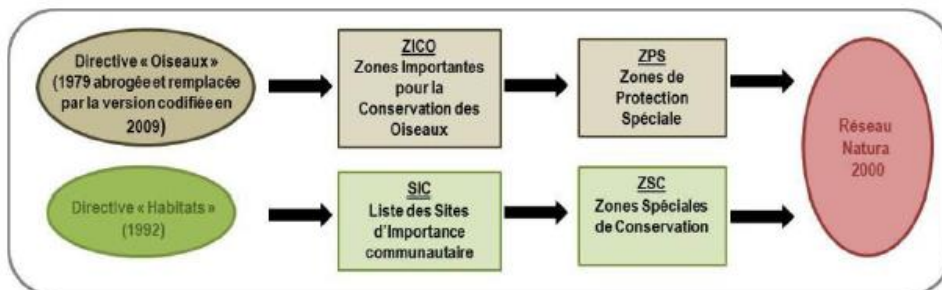 Directive « Oiseaux »
(1979 abrogée et remplacée
par la version codifiée en
2009)
ZICO
Zones Importantes
pour la
Conservation des
Oiseaux
ZPS
Zones de
Protection
Spéciale
Réseau
Natura
2000
Directive « Habitats »
(1992)
SIC
Liste des Sites
d'Importance
communautaire
ZSC
Zones Spéciales
de Conservation